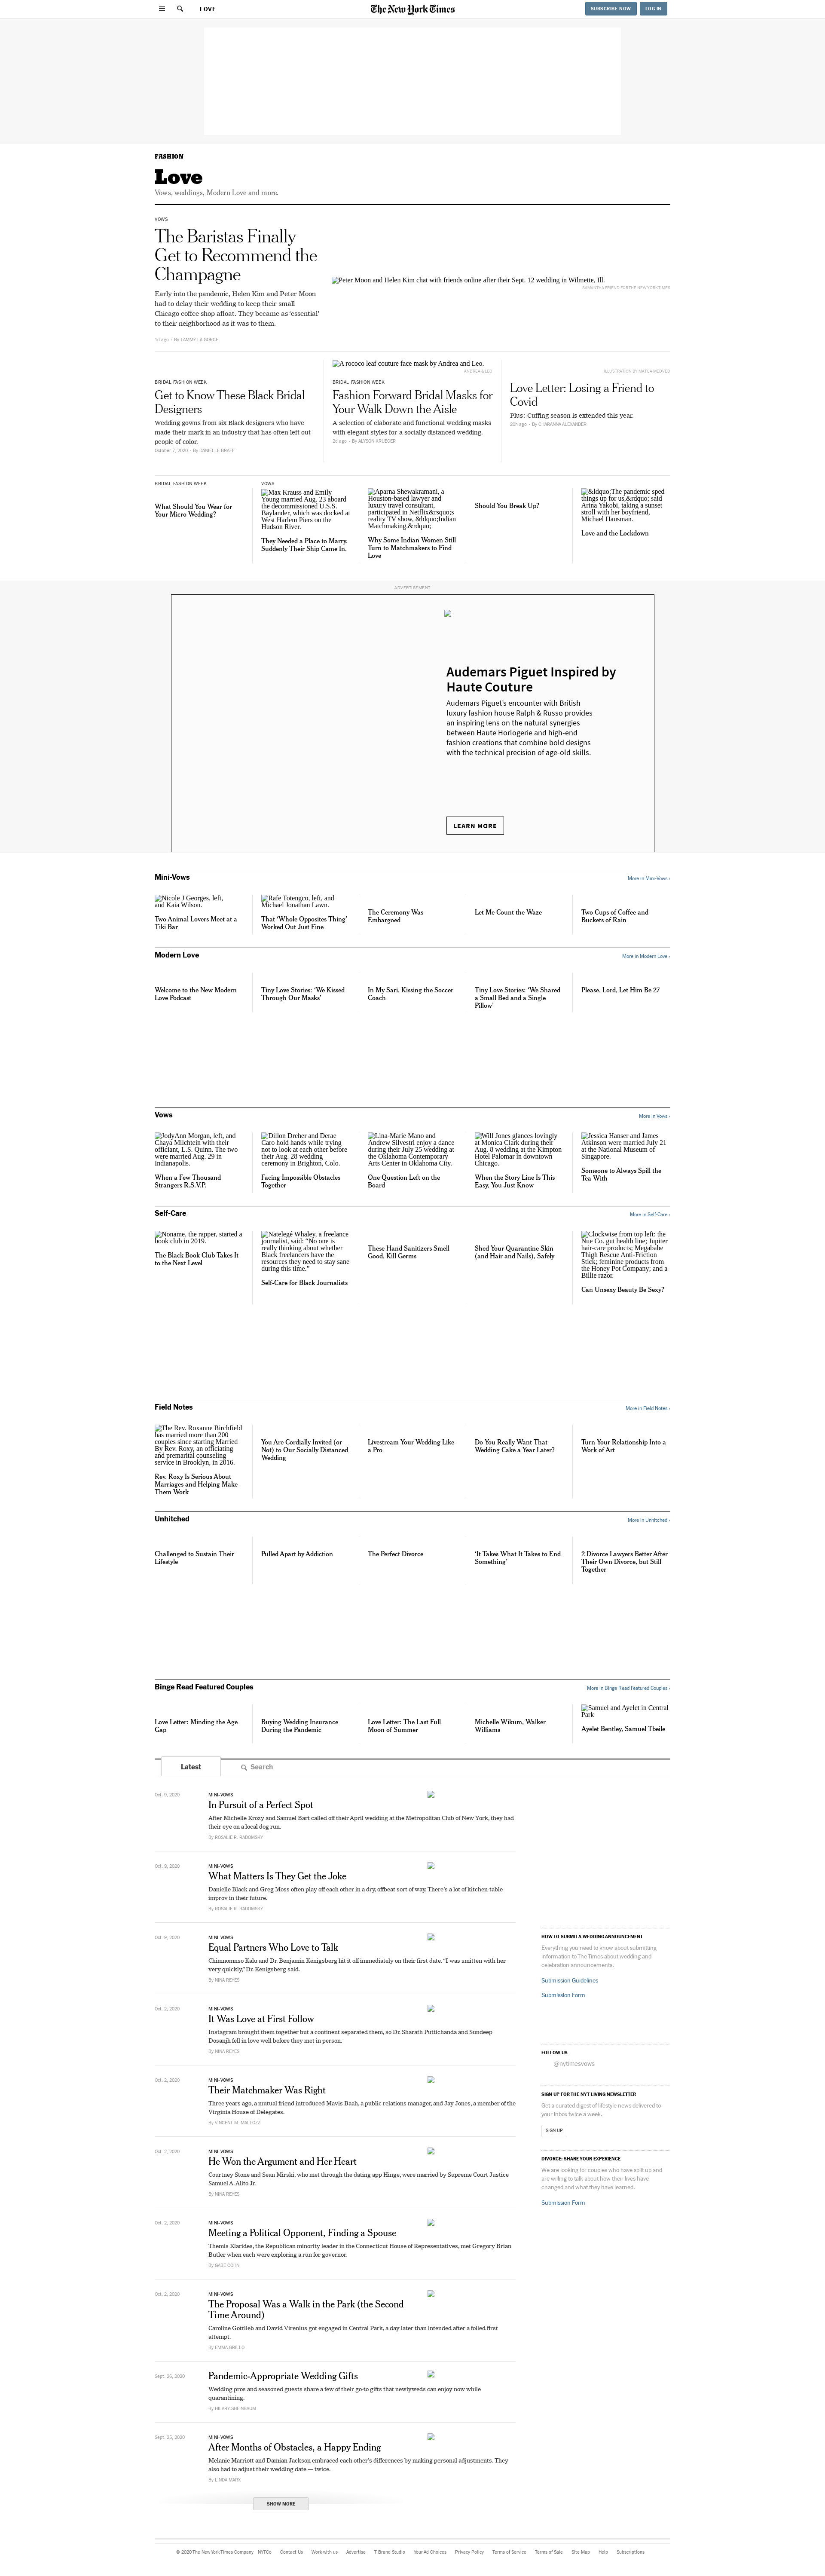 LOVE
The New York Times
SUBSCRIBE NOW
LOG IN
FASHION
Love
Vows, weddings, Modern Love and more.
VOWS
The Baristas Finally
Get to Recommend the
Champagne
Early into the pandemic, Helen Kim and Peter Moon
had to delay their wedding to keep their small
Chicago coffee shop afloat. They became as ‘essential’
to their neighborhood as it was to them.
1d ago · By TAMMY LA GORCE
Peter Moon and Helen Kim chat with friends online after their Sept. 12 wedding in Wilmette, Ill.
BRIDAL FASHION WEEK
Get to Know These Black Bridal
Designers
Wedding gowns from six Black designers who have
made their mark in an industry that has often left out
people of color.
October 7, 2020 · By DANIELLE BRAFF
A rococo leaf couture face mask by Andrea and Leo.
ANDREA & LEO
BRIDAL FASHION WEEK
Fashion Forward Bridal Masks for
Your Walk Down the Aisle
A selection of elaborate and functional wedding masks
with elegant styles for a socially distanced wedding.
2d ago · By ALYSON KRUEGER
Love Letter: Losing a Friend to
Covid
Plus: Cuffing season is extended this year.
20h ago · By CHARANNA ALEXANDER
BRIDAL FASHION WEEK
What Should You Wear for
Your Micro Wedding?
VOWS
Max Krauss and Emily
Young married Aug. 23 aboard
the decommissioned U.S.S.
Baylander, which was docked at
West Harlem Piers on the
Hudson River.
They Needed a Place to Marry.
Suddenly Their Ship Came In.
Aparna Shewakramani, a
Houston-based lawyer and
luxury travel consultant,
participated in Netflix&rsquo;s
reality TV show, &ldquo;Indian
Matchmaking.&rdquo;
Why Some Indian Women Still
Turn to Matchmakers to Find
Love
Should You Break Up?
&ldquo;The pandemic sped
things up for us,&rdquo; said
Arina Yakobi, taking a sunset
stroll with her boyfriend,
Michael Hausman.
Love and the Lockdown
ADVERTISEMENT
Audemars Piguet Inspired by
Haute Couture
Audemars Piguet’s encounter with British
luxury fashion house Ralph & Russo provides
an inspiring lens on the natural synergies
between Haute Horlogerie and high-end
fashion creations that combine bold designs
with the technical precision of age-old skills.
LEARN MORE
Mini-Vows
More in Mini-Vows ›
Nicole J Georges, left,
and Kaia Wilson.
Two Animal Lovers Meet at a
Tiki Bar
Rafe Totengco, left, and
Michael Jonathan Lawn.
That ‘Whole Opposites Thing’
Worked Out Just Fine
The Ceremony Was
Embargoed
Let Me Count the Waze
Two Cups of Coffee and
Buckets of Rain
Modern Love
More in Modern Love ›
Welcome to the New Modern
Love Podcast
Tiny Love Stories: ‘We Kissed
Through Our Masks’
In My Sari, Kissing the Soccer
Coach
Tiny Love Stories: ‘We Shared
a Small Bed and a Single
Pillow’
Please, Lord, Let Him Be 27
Vows
More in Vows ›
JodyAnn Morgan, left, and
Chaya Milchtein with their
officiant, L.S. Quinn. The two
were married Aug. 29 in
Indianapolis.
When a Few Thousand
Strangers R.S.V.P.
Dillon Dreher and Derae
Caro hold hands while trying
not to look at each other before
their Aug. 28 wedding
ceremony in Brighton, Colo.
Facing Impossible Obstacles
Together
Lina-Marie Mano and
Andrew Silvestri enjoy a dance
during their July 25 wedding at
the Oklahoma Contemporary
Arts Center in Oklahoma City.
One Question Left on the
Board
Will Jones glances lovingly
at Monica Clark during their
Aug. 8 wedding at the Kimpton
Hotel Palomar in downtown
Chicago.
When the Story Line Is This
Easy, You Just Know
Jessica Hanser and James
Atkinson were married July 21
at the National Museum of
Singapore.
Someone to Always Spill the
Tea With
Self-Care
More in Self-Care ›
Noname, the rapper, started a
book club in 2019.
The Black Book Club Takes It
to the Next Level
Natelegé Whaley, a freelance
journalist, said: “No one is
really thinking about whether
Black freelancers have the
resources they need to stay sane
during this time.”
Self-Care for Black Journalists
These Hand Sanitizers Smell
Good, Kill Germs
Shed Your Quarantine Skin
(and Hair and Nails), Safely
Clockwise from top left: the
Nue Co. gut health line; Jupiter
hair-care products; Megababe
Thigh Rescue Anti-Friction
Stick; feminine products from
the Honey Pot Company; and a
Billie razor.
Can Unsexy Beauty Be Sexy?
Field Notes
More in Field Notes ›
The Rev. Roxanne Birchfield
has married more than 200
couples since starting Married
By Rev. Roxy, an officiating
and premarital counseling
service in Brooklyn, in 2016.
Rev. Roxy Is Serious About
Marriages and Helping Make
Them Work
You Are Cordially Invited (or
Not) to Our Socially Distanced
Wedding
Livestream Your Wedding Like
a Pro
Do You Really Want That
Wedding Cake a Year Later?
Turn Your Relationship Into a
Work of Art
Unhitched
More in Unhitched ›
Challenged to Sustain Their
Lifestyle
Pulled Apart by Addiction
The Perfect Divorce
‘It Takes What It Takes to End
Something’
2 Divorce Lawyers Better After
Their Own Divorce, but Still
Together
Binge Read Featured Couples
More in Binge Read Featured Couples ›
Love Letter: Minding the Age
Gap
Buying Wedding Insurance
During the Pandemic
Love Letter: The Last Full
Moon of Summer
Michelle Wikum, Walker
Williams
Samuel and Ayelet in Central
Park
Ayelet Bentley, Samuel Tbeile
Latest
Search
MINI-VOWS
In Pursuit of a Perfect Spot
After Michelle Krozy and Samuel Bart called off their April wedding at the Metropolitan Club of New York, they had
their eye on a local dog run.
By ROSALIE R. RADOMSKY
MINI-VOWS
What Matters Is They Get the Joke
Danielle Black and Greg Moss often play off each other in a dry, offbeat sort of way. There’s a lot of kitchen-table
improv in their future.
By ROSALIE R. RADOMSKY
MINI-VOWS
Equal Partners Who Love to Talk
Chinmonnnso Kalu and Dr. Benjamin Kenigsberg hit it off immediately on their first date. “I was smitten with her
very quickly,” Dr. Kenigsberg said.
By NINA REYES
Oct. 2, 2020
MINI-VOWS
It Was Love at First Follow
Instagram brought them together but a continent separated them, so Dr. Sharath Puttichanda and Sundeep
Dosanjh fell in love well before they met in person.
By NINA REYES
Oct. 2, 2020
MINI-VOWS
Their Matchmaker Was Right
Three years ago, a mutual friend introduced Mavis Baah, a public relations manager, and Jay Jones, a member of the
Virginia House of Delegates.
By VINCENT M. MALLOZZI
Oct. 2, 2020
MINI-VOWS
He Won the Argument and Her Heart
Courtney Stone and Sean Mirski, who met through the dating app Hinge, were married by Supreme Court Justice
Samuel A. Alito Jr.
By NINA REYES
Oct. 2, 2020
MINI-VOWS
Meeting a Political Opponent, Finding a Spouse
Themis Klarides, the Republican minority leader in the Connecticut House of Representatives, met Gregory Brian
Butler when each were exploring a run for governor.
By GABE COHN
Oct. 2, 2020
MINI-VOWS
The Proposal Was a Walk in the Park (the Second
Time Around)
Caroline Gottlieb and David Virenius got engaged in Central Park, a day later than intended after a foiled first
attempt.
By EMMA GRILLO
Pandemic-Appropriate Wedding Gifts
Wedding pros and seasoned guests share a few of their go-to gifts that newlyweds can enjoy now while
quarantining.
By HILARY SHEINBAUM
MINI-VOWS
After Months of Obstacles, a Happy Ending
Melanie Marriott and Damian Jackson embraced each other’s differences by making personal adjustments. They
also had to adjust their wedding date — twice.
By LINDA MARX
SHOW MORE
HOW TO SUBMIT A WEDDING ANNOUNCEMENT
Everything you need to know about submitting
information to The Times about wedding and
celebration announcements.
Submission Guidelines
Submission Form
FOLLOW US
@nytimesvows
SIGN UP FOR THE NYT LIVING NEWSLETTER
Get a curated digest of lifestyle news delivered to
your inbox twice a week.
SIGN UP
DIVORCE: SHARE YOUR EXPERIENCE
We are looking for couples who have split up and
are willing to talk about how their lives have
changed and what they have learned.
Submission Form
© 2020 The New York Times Company NYTCo Contact Us Work with us Advertise T Brand Studio Your Ad Choices Privacy Policy Terms of Service Terms of Sale Site Map Help Subscriptions